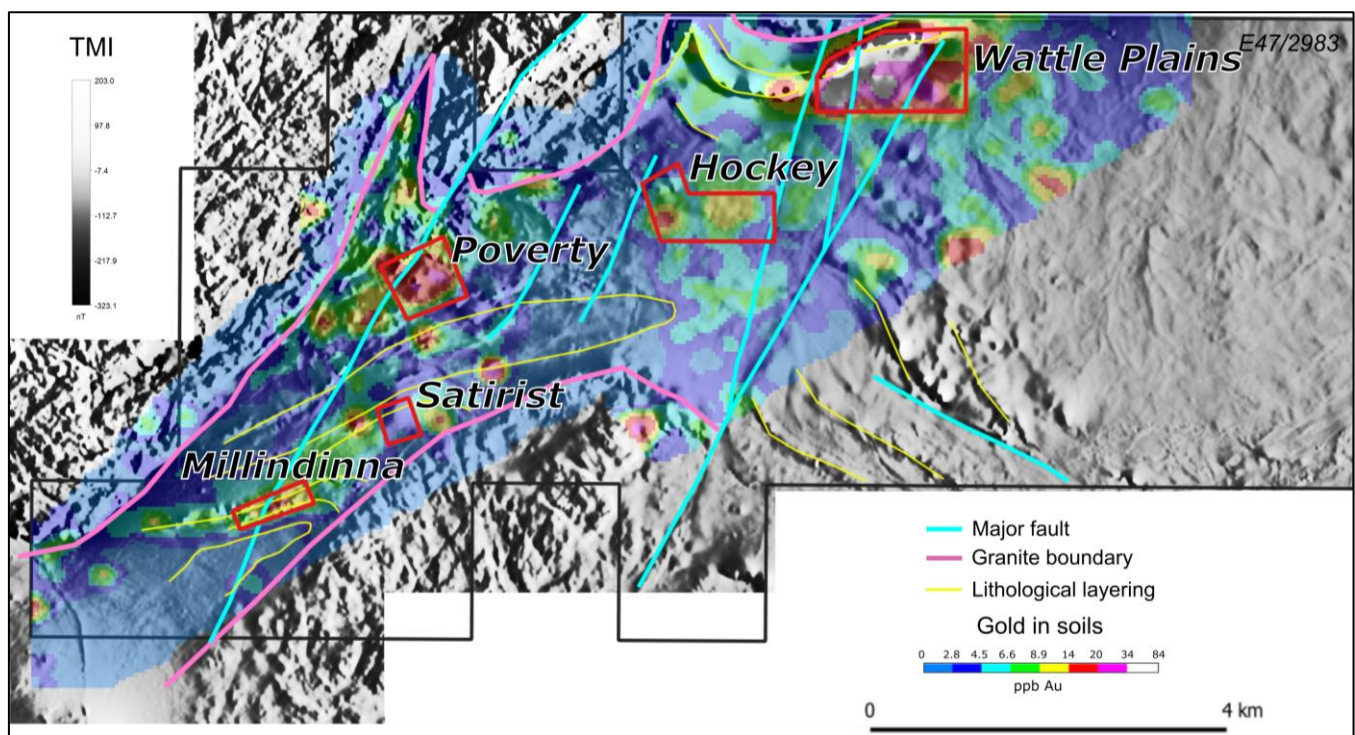 TMI
203.0
97.8
-7.4
-112.7
-217.9
-323.1
nT
E47/2983
Wattle Plains
Hockey
Poverty
Satirist
Millindinna
Major fault
Granite boundary
Lithological layering
Gold in soils
0 2.8 4.5 6.6 8.9 14 20 34 84
ppb Au
0 4 km